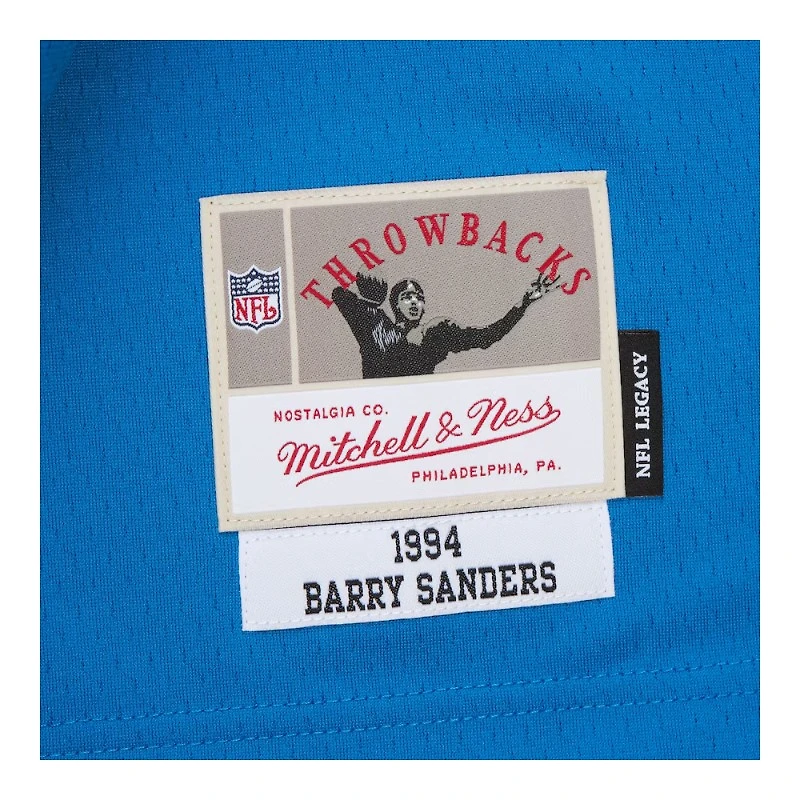 THROWBACKS
NFL
NOSTALGIA CO.
Mitchell & Ness
PHILADELPHIA, PA.
NFL LEGACY
1994
BARRY SANDERS